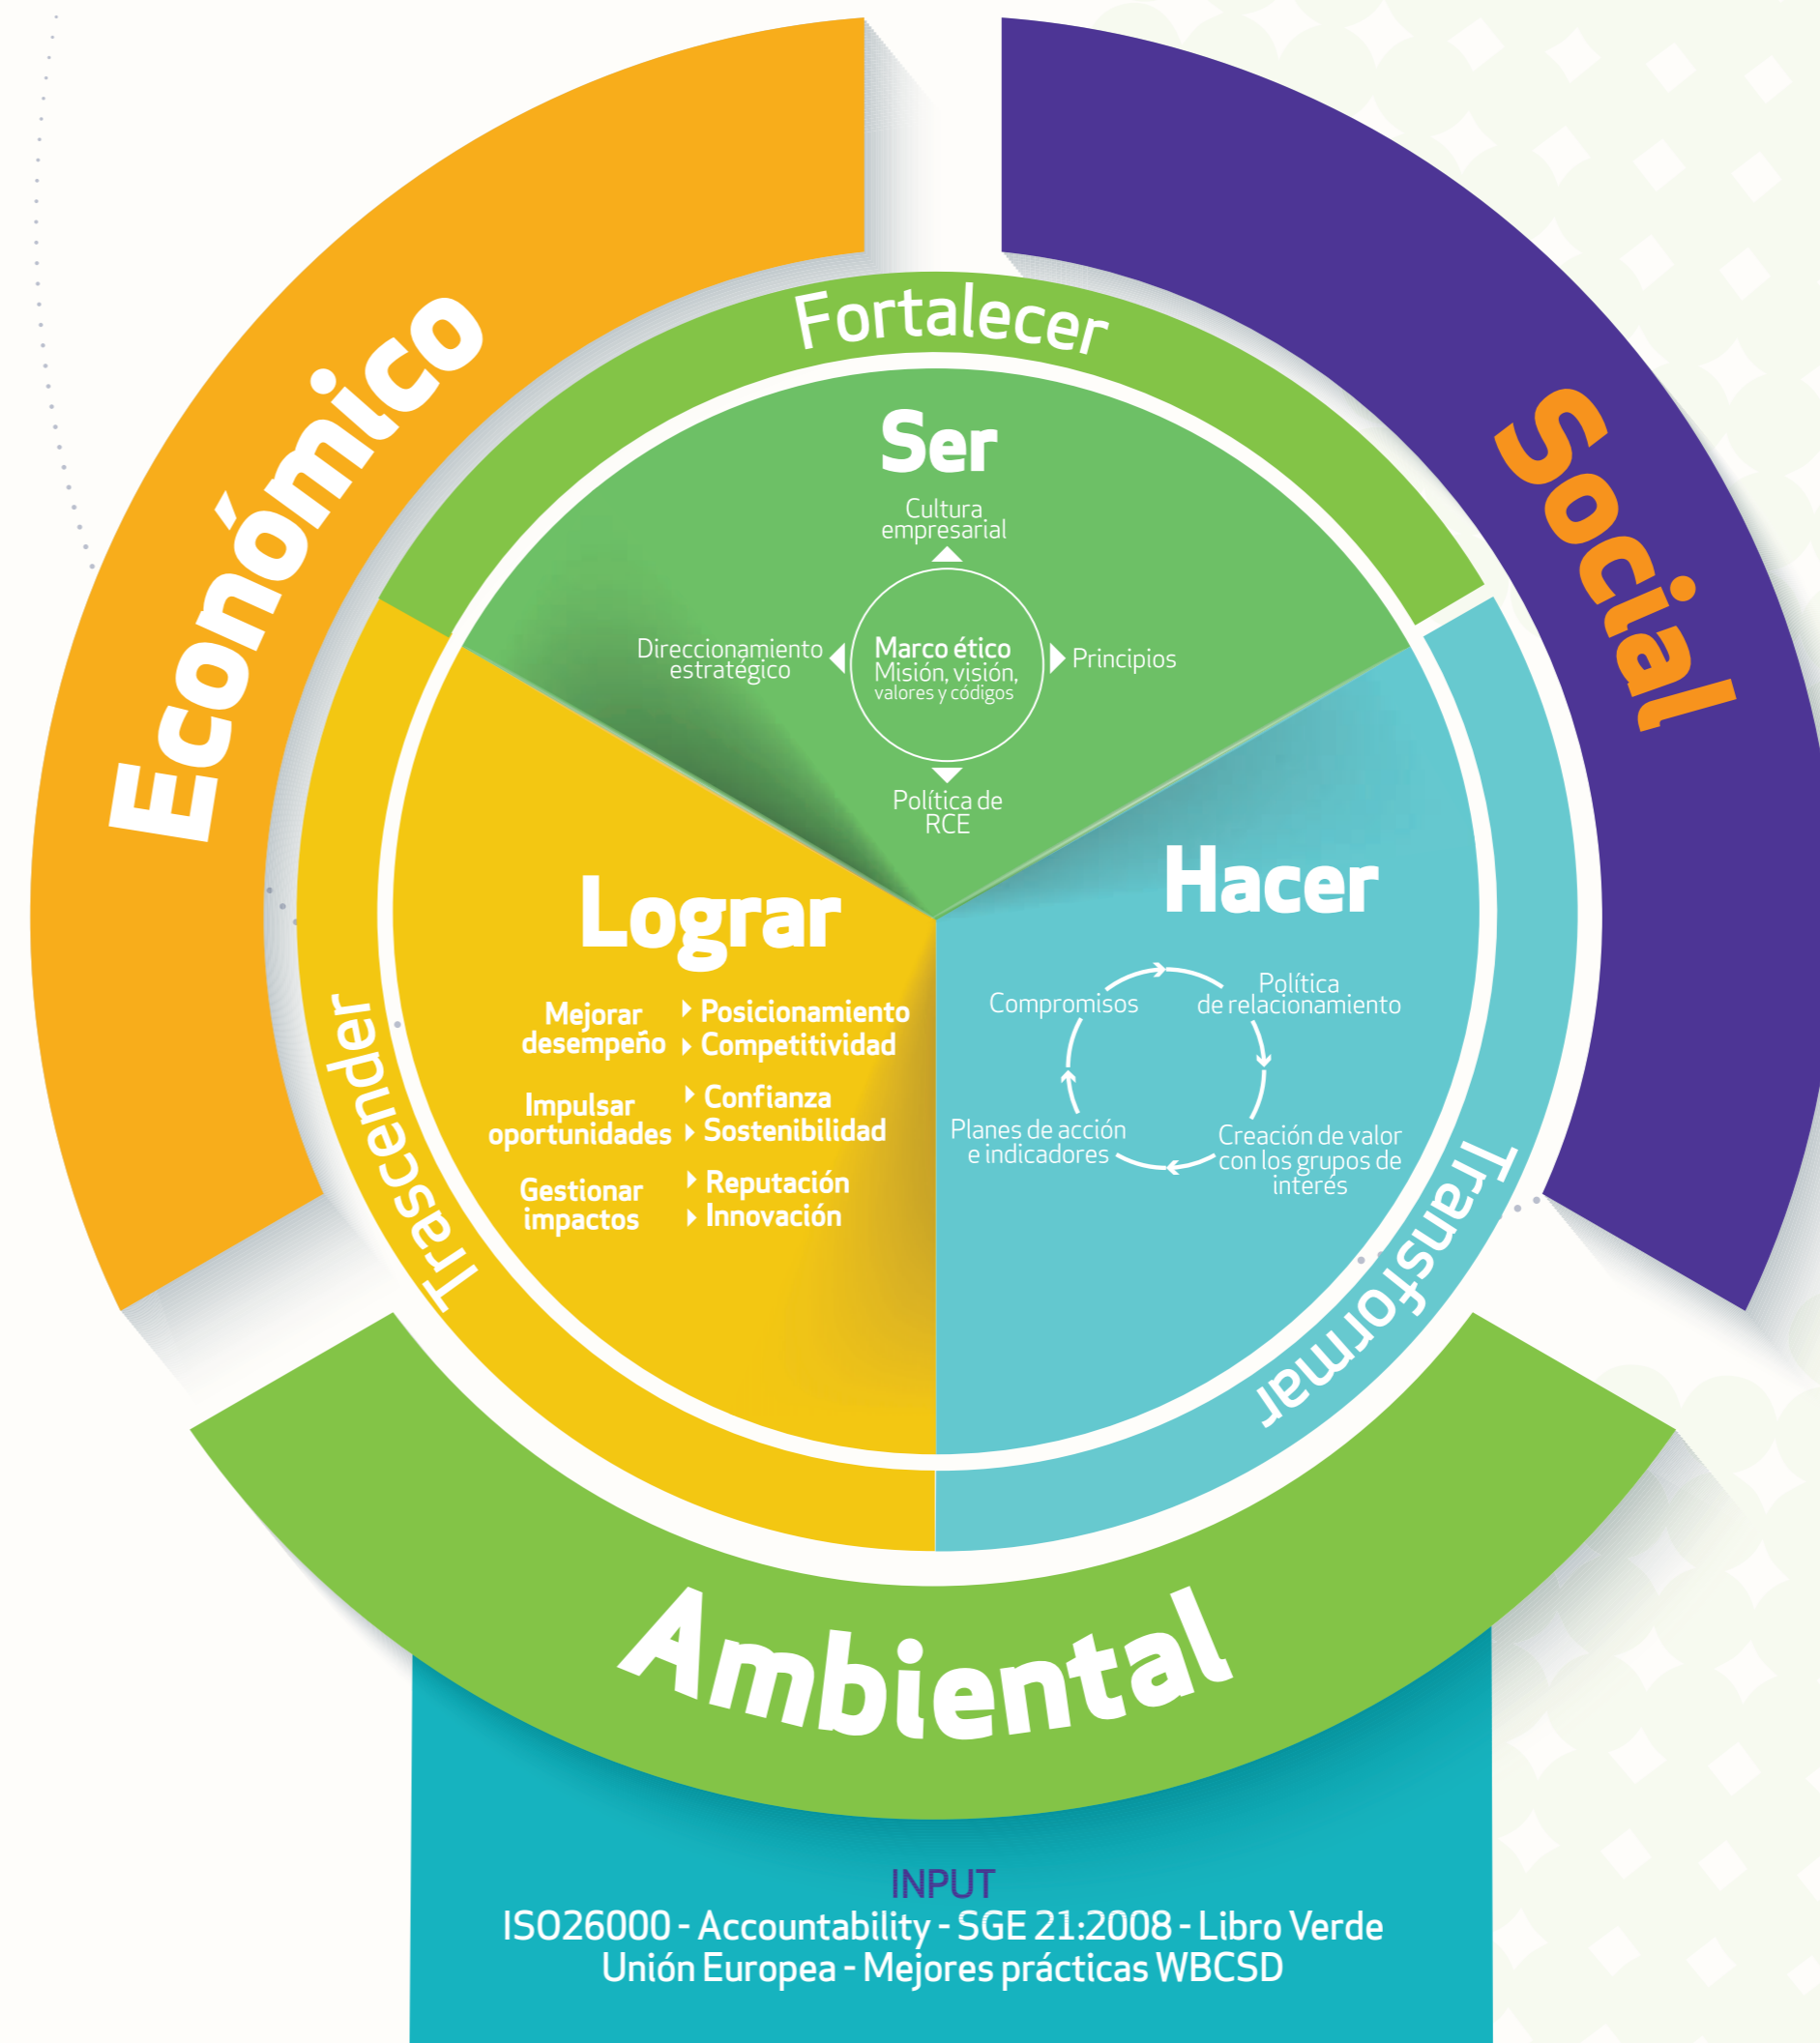 Económico
Social
Fortalecer
Ser
Cultura
empresarial
Direccionamiento
estratégico
Marco ético
Misión, visión,
valores y códigos
Principios
Política de
RCE
Lograr
Mejorar
desempeño
Posicionamiento
Competitividad
Impulsar
oportunidades
Confianza
Sostenibilidad
Gestionar
impactos
Reputación
Innovación
Trascender
Hacer
Compromisos
Política
de relacionamiento
Planes de acción
e indicadores
Creación de valor
con los grupos de
interés
Transformar
Ambiental
INPUT
ISO26000 - Accountability - SGE 21:2008 - Libro Verde
Unión Europea - Mejores prácticas WBCSD